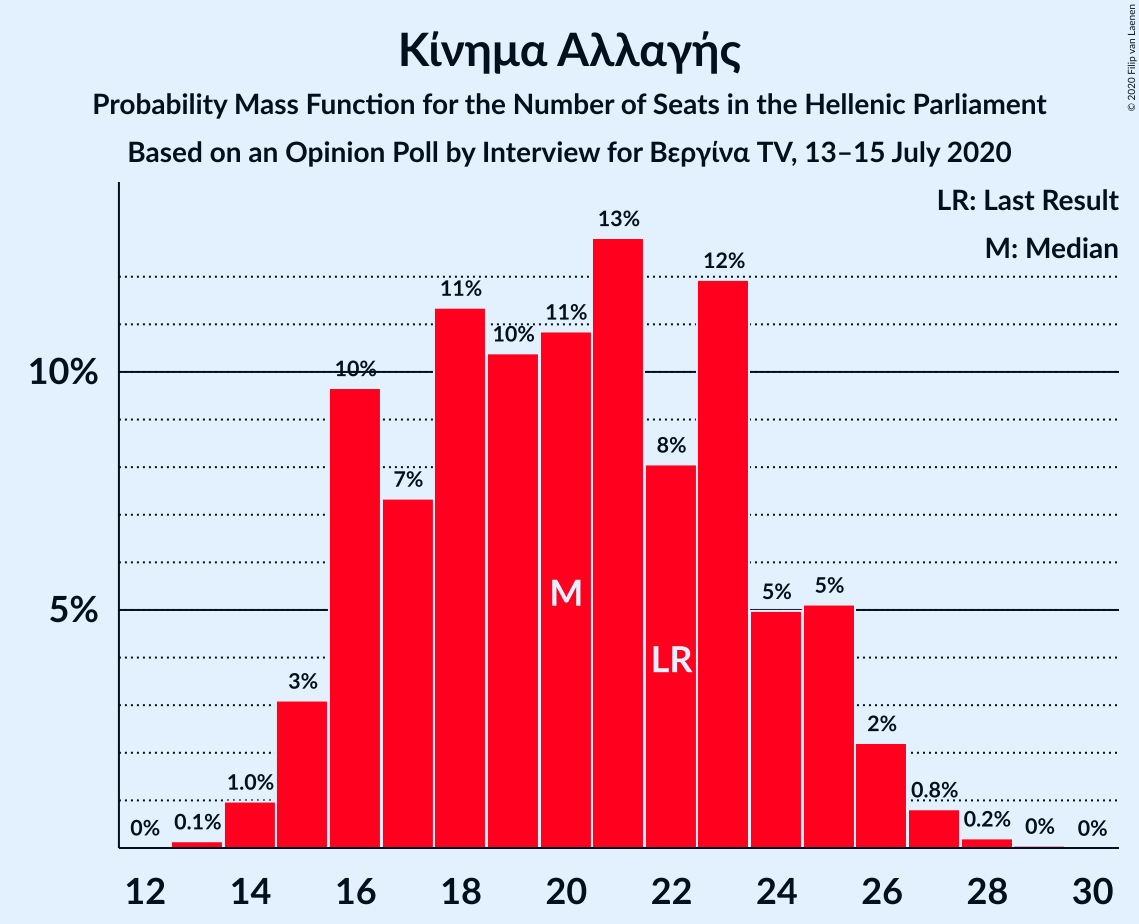 Κίνημα Αλλαγής
Probability Mass Function for the Number of Seats in the Hellenic Parliament
Based on an Opinion Poll by Interview for Βεργίνα TV, 13–15 July 2020
© 2020 Filip van Laenen
LR: Last Result
M: Median
10%
5%
0%
0.1%
1.0%
3%
10%
7%
11%
10%
11%
13%
8%
12%
5%
5%
2%
0.8%
0.2%
0%
0%
M
LR
12 14 16 18 20 22 24 26 28 30